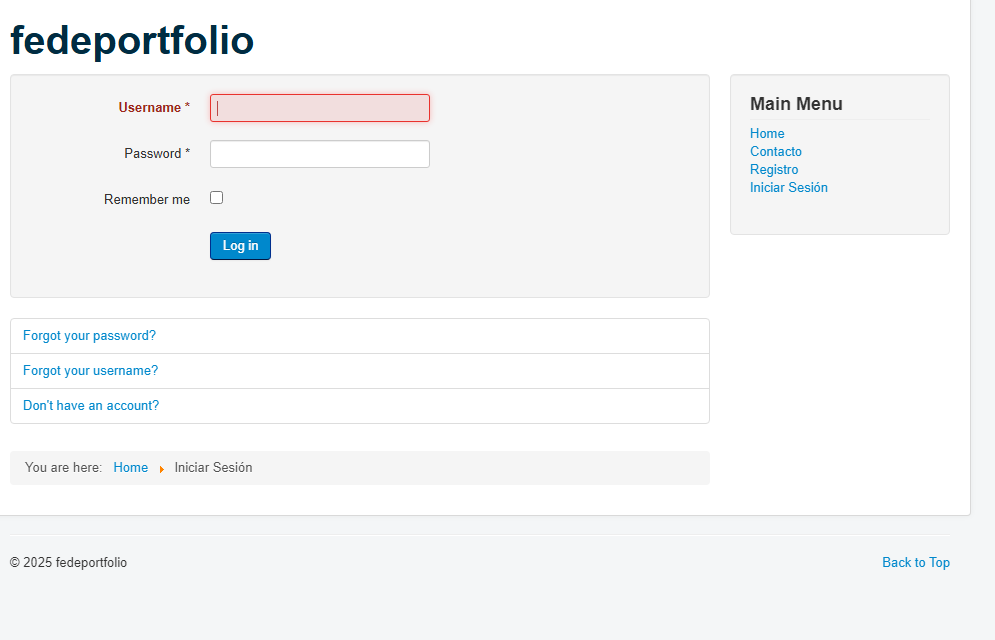 fedeportfolio
Username *
Password *
Remember me
Log in
Forgot your password?
Forgot your username?
Don't have an account?
You are here: Home Iniciar Sesión
Main Menu
Home
Contacto
Registro
Iniciar Sesión
© 2025 fedeportfolio
Back to Top